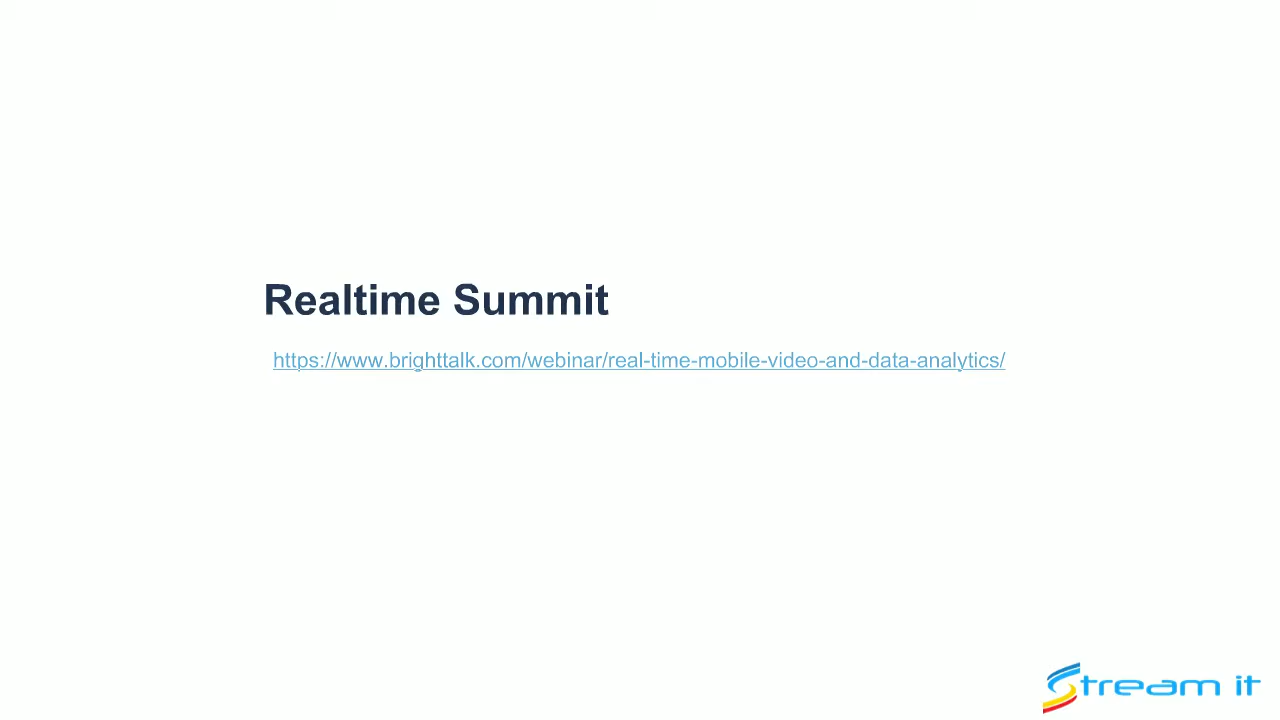 Realtime Summit
https://www.brighttalk.com/webinar/real-time-mobile-video-and-data-analytics/
Stream it